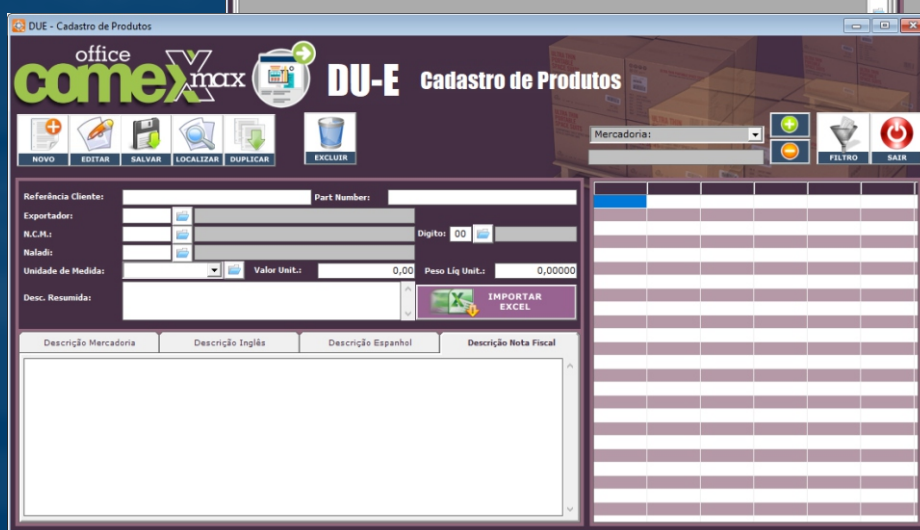 DUE - Cadastro de Produtos
office
comexmax
DU-E Cadastro de Produtos
NOVO EDITAR SALVAR LOCALIZAR DUPLICAR EXCLUIR
Mercadoria:
FILTRO SAIR
Referência Cliente: Part Number:
Exportador:
N.C.M.: Digito: 00
Naladi:
Unidade de Medida: Valor Unit.: 0,00 Peso Líq Unit.: 0,00000
Desc. Resumida:
IMPORTAR
EXCEL
Descrição Mercadoria Descrição Inglês Descrição Espanhol Descrição Nota Fiscal